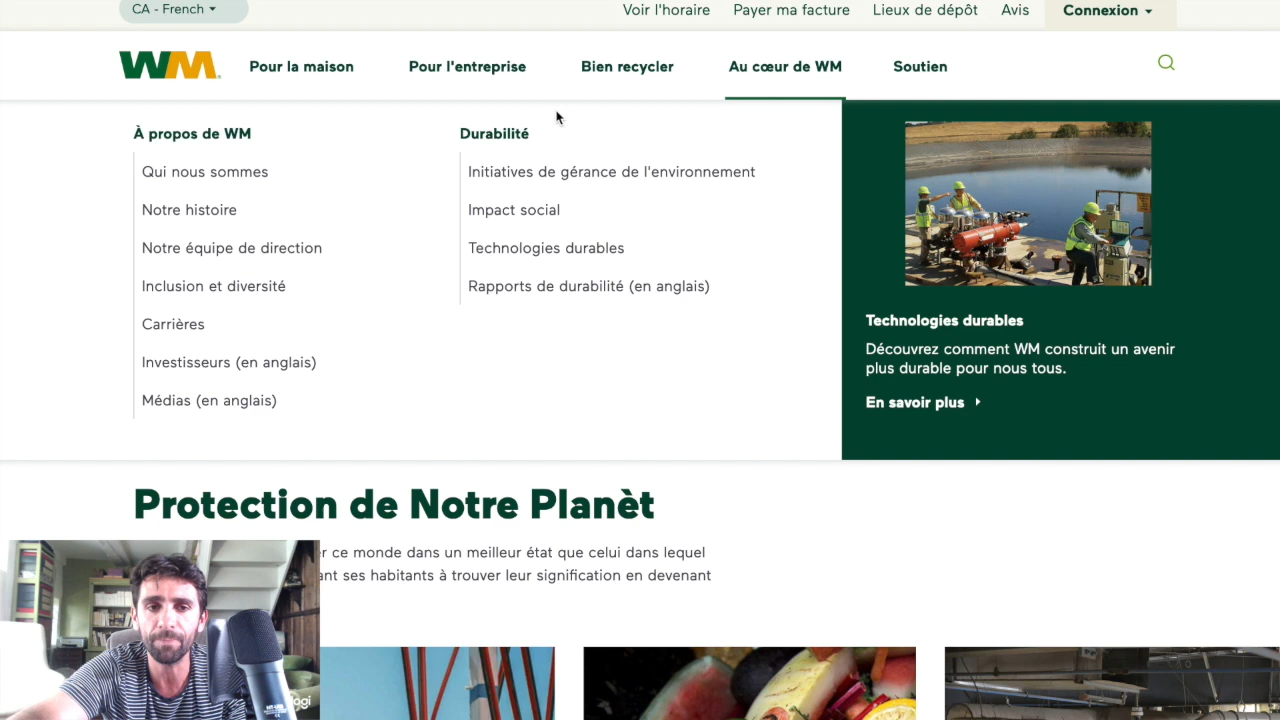 CA - French
Voir l'horaire
Payer ma facture
Lieux de dépôt
Avis
Connexion
WM
Pour la maison
Pour l'entreprise
Bien recycler
Au cœur de WM
Soutien
À propos de WM
Qui nous sommes
Notre histoire
Notre équipe de direction
Inclusion et diversité
Carrières
Investisseurs (en anglais)
Médias (en anglais)
Durabilité
Initiatives de gérance de l'environnement
Impact social
Technologies durables
Rapports de durabilité (en anglais)
Technologies durables
Découvrez comment WM construit un avenir
plus durable pour nous tous.
En savoir plus
Protection de Notre Planèt
ce monde dans un meilleur état que celui dans lequel
ses habitants à trouver leur signification en devenant